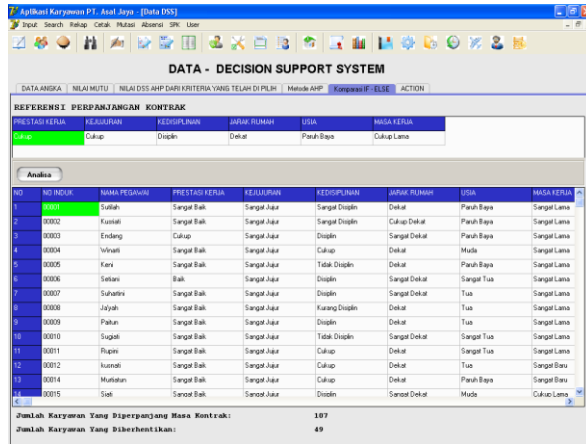 Aplikasi Karyawan PT. Asal Jaya - [Data DSS]
Input Search Rekap Cetak Mutasi Absensi SPK User
DATA - DECISION SUPPORT SYSTEM
DATA ANGKA NILAI MUTU NILAI DSS AHP DARI KRITERIA YANG TELAH DI PILIH Metode AHP Komparasi IF - ELSE ACTION
REFERENSI PERPANJANGAN KONTRAK
PRESTASI KERJA KEJUJURAN KEDISIPLINAN JARAK RUMAH USIA MASA KERJA
Cukup Cukup Disiplin Dekat Paruh Baya Cukup Lama
Analisa
NO NO INDUK NAMA PEGAWAI PRESTASI KERJA KEJUJURAN KEDISIPLINAN JARAK RUMAH USIA MASA KERJA
1 00001 Sutilah Sangat Baik Sangat Jujur Sangat Disiplin Dekat Paruh Baya Sangat Lama
2 00002 Kustiati Sangat Baik Sangat Jujur Sangat Disiplin Cukup Dekat Paruh Baya Sangat Lama
3 00003 Endang Cukup Sangat Jujur Disiplin Sangat Dekat Paruh Baya Sangat Lama
4 00004 Winarti Sangat Baik Sangat Jujur Cukup Dekat Muda Sangat Lama
5 00005 Keni Sangat Baik Sangat Jujur Tidak Disiplin Dekat Paruh Baya Sangat Lama
6 00006 Setiani Baik Sangat Jujur Disiplin Sangat Dekat Sangat Tua Sangat Lama
7 00007 Suhartini Sangat Baik Sangat Jujur Disiplin Sangat Dekat Tua Sangat Lama
8 00008 Ja'yah Sangat Baik Sangat Jujur Kurang Disiplin Dekat Tua Sangat Lama
9 00009 Paitun Sangat Baik Sangat Jujur Disiplin Dekat Tua Sangat Lama
10 00010 Sugiati Sangat Baik Sangat Jujur Tidak Disiplin Sangat Dekat Sangat Tua Sangat Lama
11 00011 Rupini Sangat Baik Sangat Jujur Cukup Dekat Sangat Tua Sangat Lama
12 00012 kusnati Sangat Baik Sangat Jujur Cukup Dekat Tua Sangat Baru
13 00014 Murtiatun Sangat Baik Sangat Jujur Cukup Dekat Paruh Baya Sangat Baru
14 00015 Siati Sangat Baik Sangat Jujur Disiplin Sangat Dekat Muda Cukup Lama
Jumlah Karyawan Yang Diperpanjang Masa Kontrak: 187
Jumlah Karyawan Yang Diberhentikan: 49